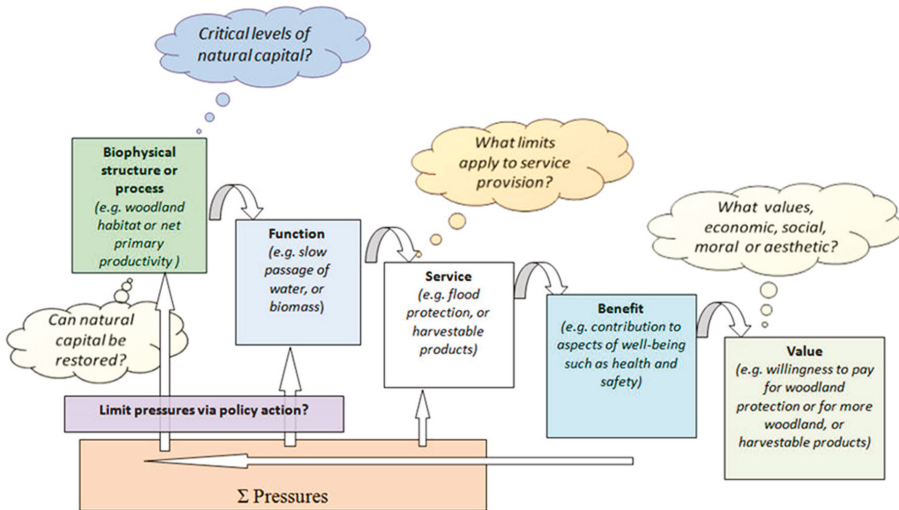 Critical levels of
natural capital?
Biophysical
structure or
process
(e.g. woodland
habitat or net
primary
productivity )
What limits
apply to service
provision?
Function
(e.g. slow
passage of
water, or
biomass)
What values,
economic, social,
moral or aesthetic?
Service
(e.g. flood
protection, or
harvestable
products)
Can natural
capital be
restored?
Benefit
(e.g. contribution to
aspects of well-being
such as health and
safety)
Value
(e.g. willingness to pay
for woodland
protection or for more
woodland, or
harvestable products)
Limit pressures via policy action?
Σ Pressures